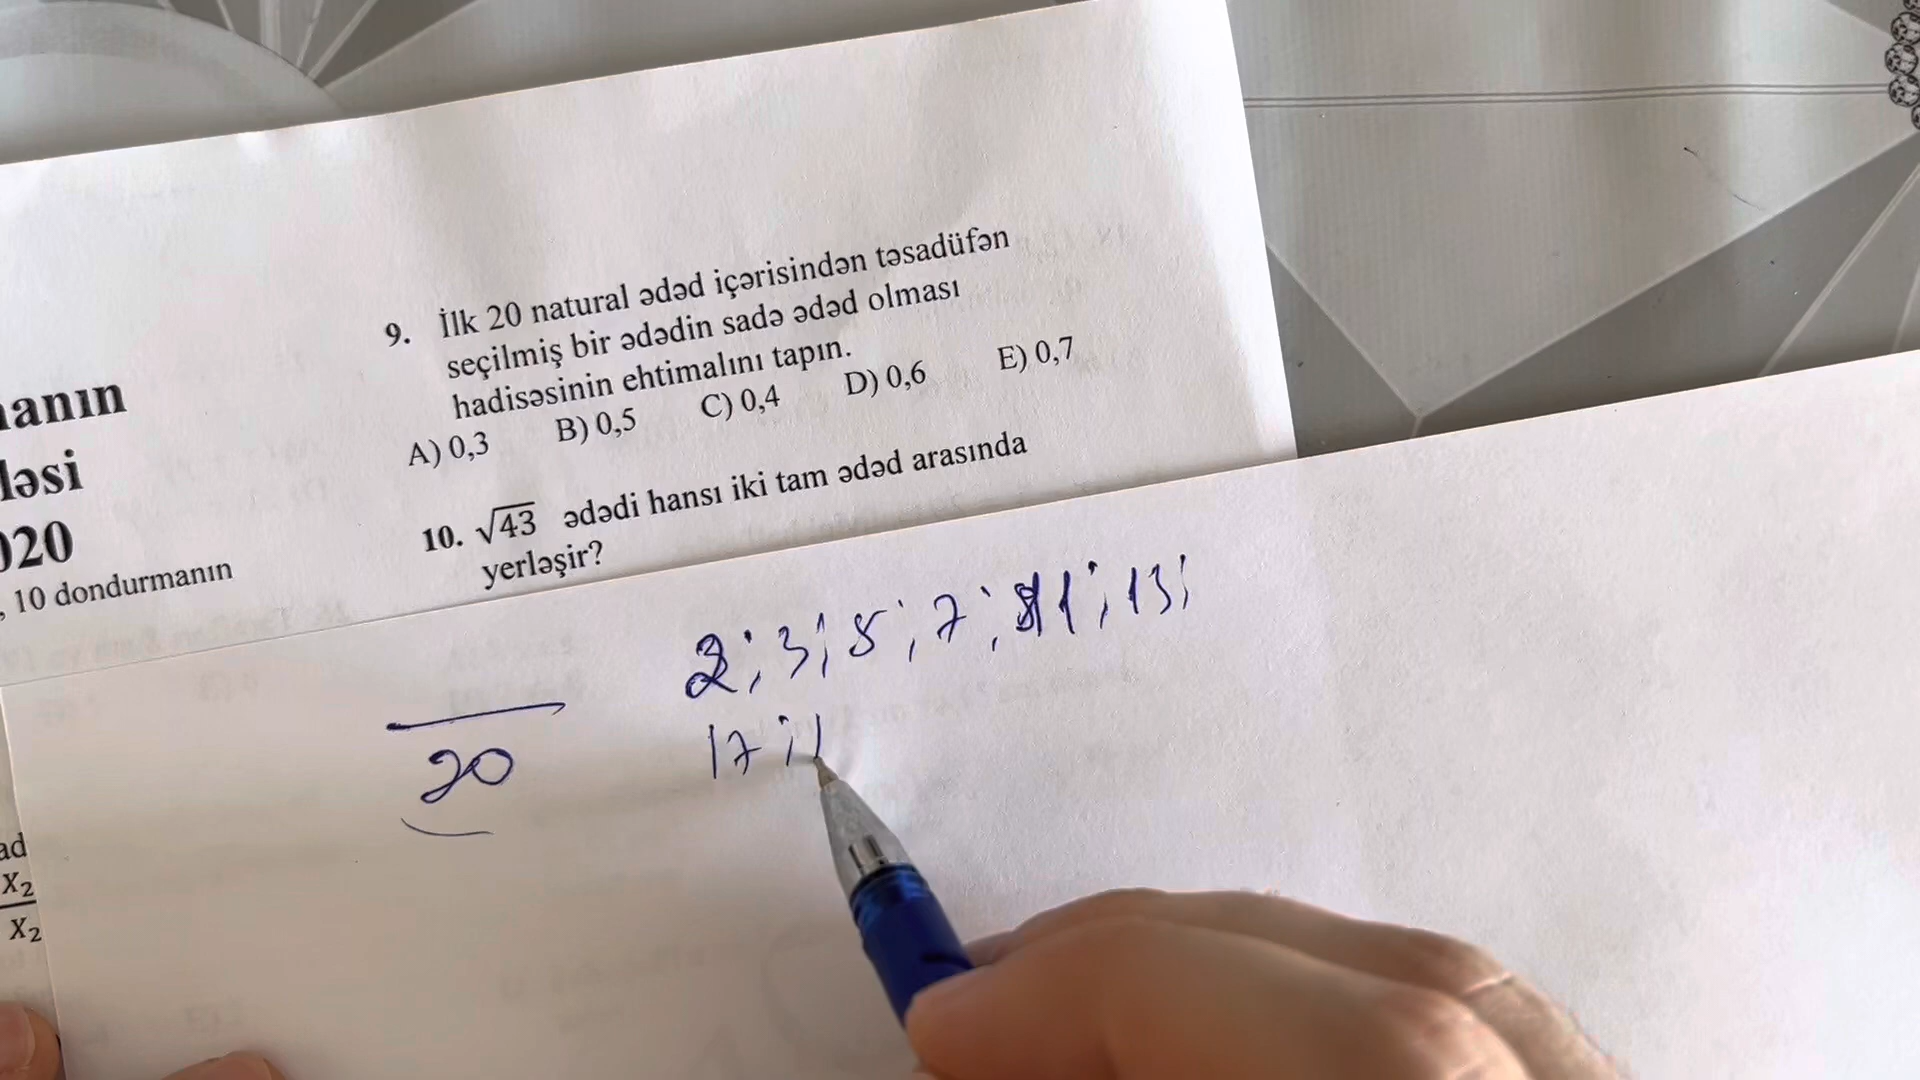 9. İlk 20 natural ədəd içərisindən təsadüfən
seçilmiş bir ədədin sadə ədəd olması
hadisəsinin ehtimalını tapın.
A) 0,3 B) 0,5 C) 0,4 D) 0,6 E) 0,7
10. √43 ədədi hansı iki tam ədəd arasında
yerləşir?
anın
ləsi
020
, 10 dondurmanın
ad
X₂
X₂
20
2; 3; 5; 7; 11; 13;
17; 1